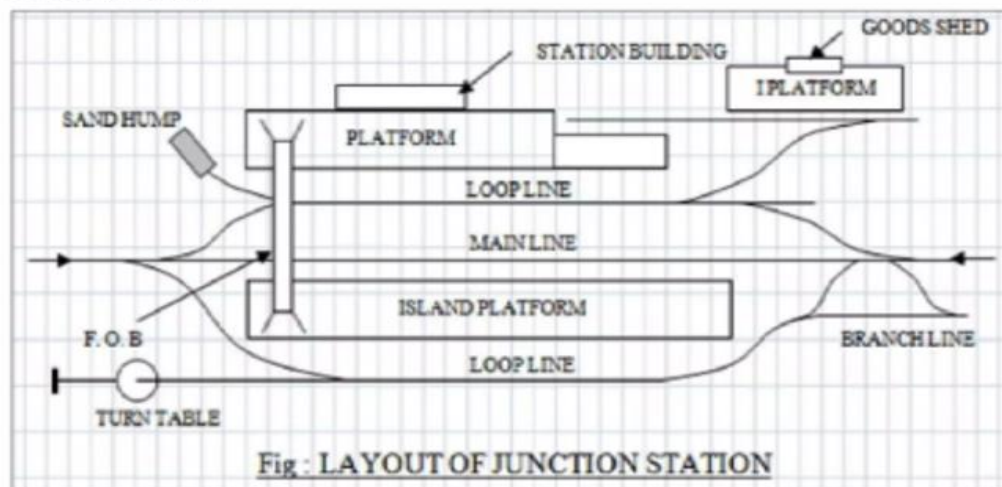 GOODS SHED
STATION BUILDING
I PLATFORM
SAND HUMP
PLATFORM
LOOP LINE
MAIN LINE
ISLAND PLATFORM
F. O. B
BRANCH LINE
LOOP LINE
TURN TABLE
Fig : LAYOUT OF JUNCTION STATION